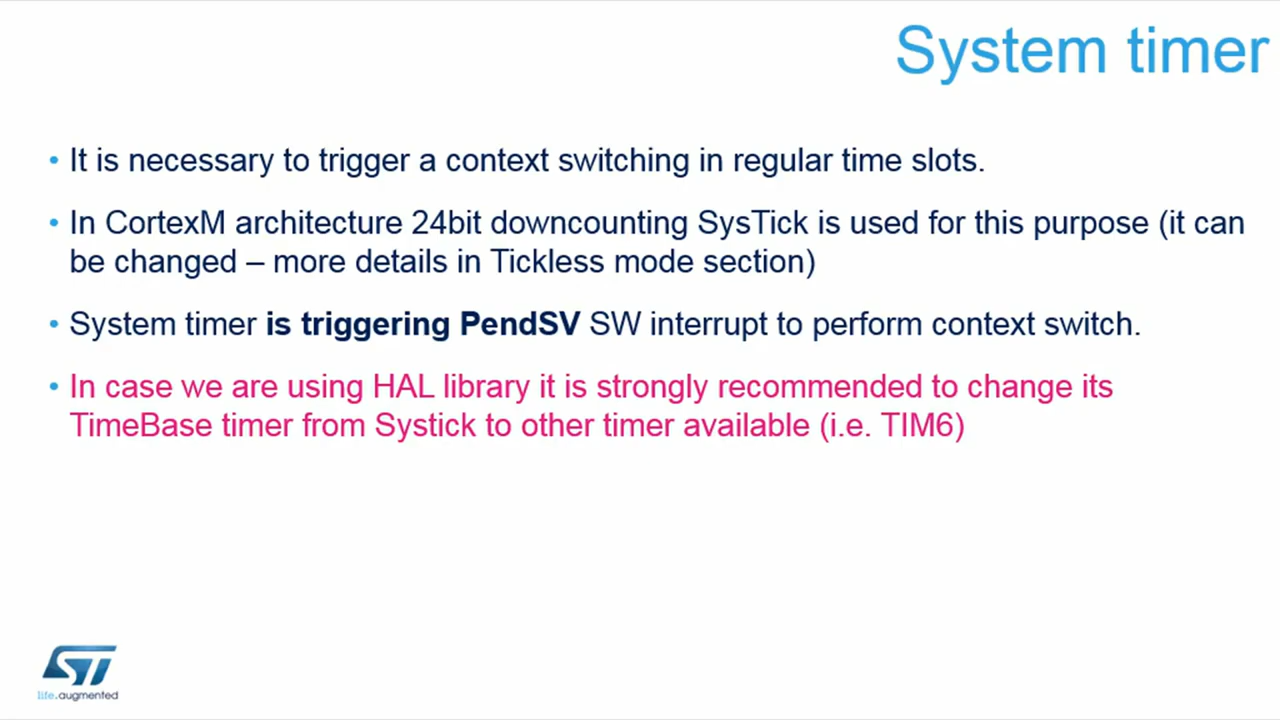 System timer
• It is necessary to trigger a context switching in regular time slots.
• In CortexM architecture 24bit downcounting SysTick is used for this purpose (it can
be changed – more details in Tickless mode section)
• System timer is triggering PendSV SW interrupt to perform context switch.
• In case we are using HAL library it is strongly recommended to change its
TimeBase timer from Systick to other timer available (i.e. TIM6)
ST
life.augmented